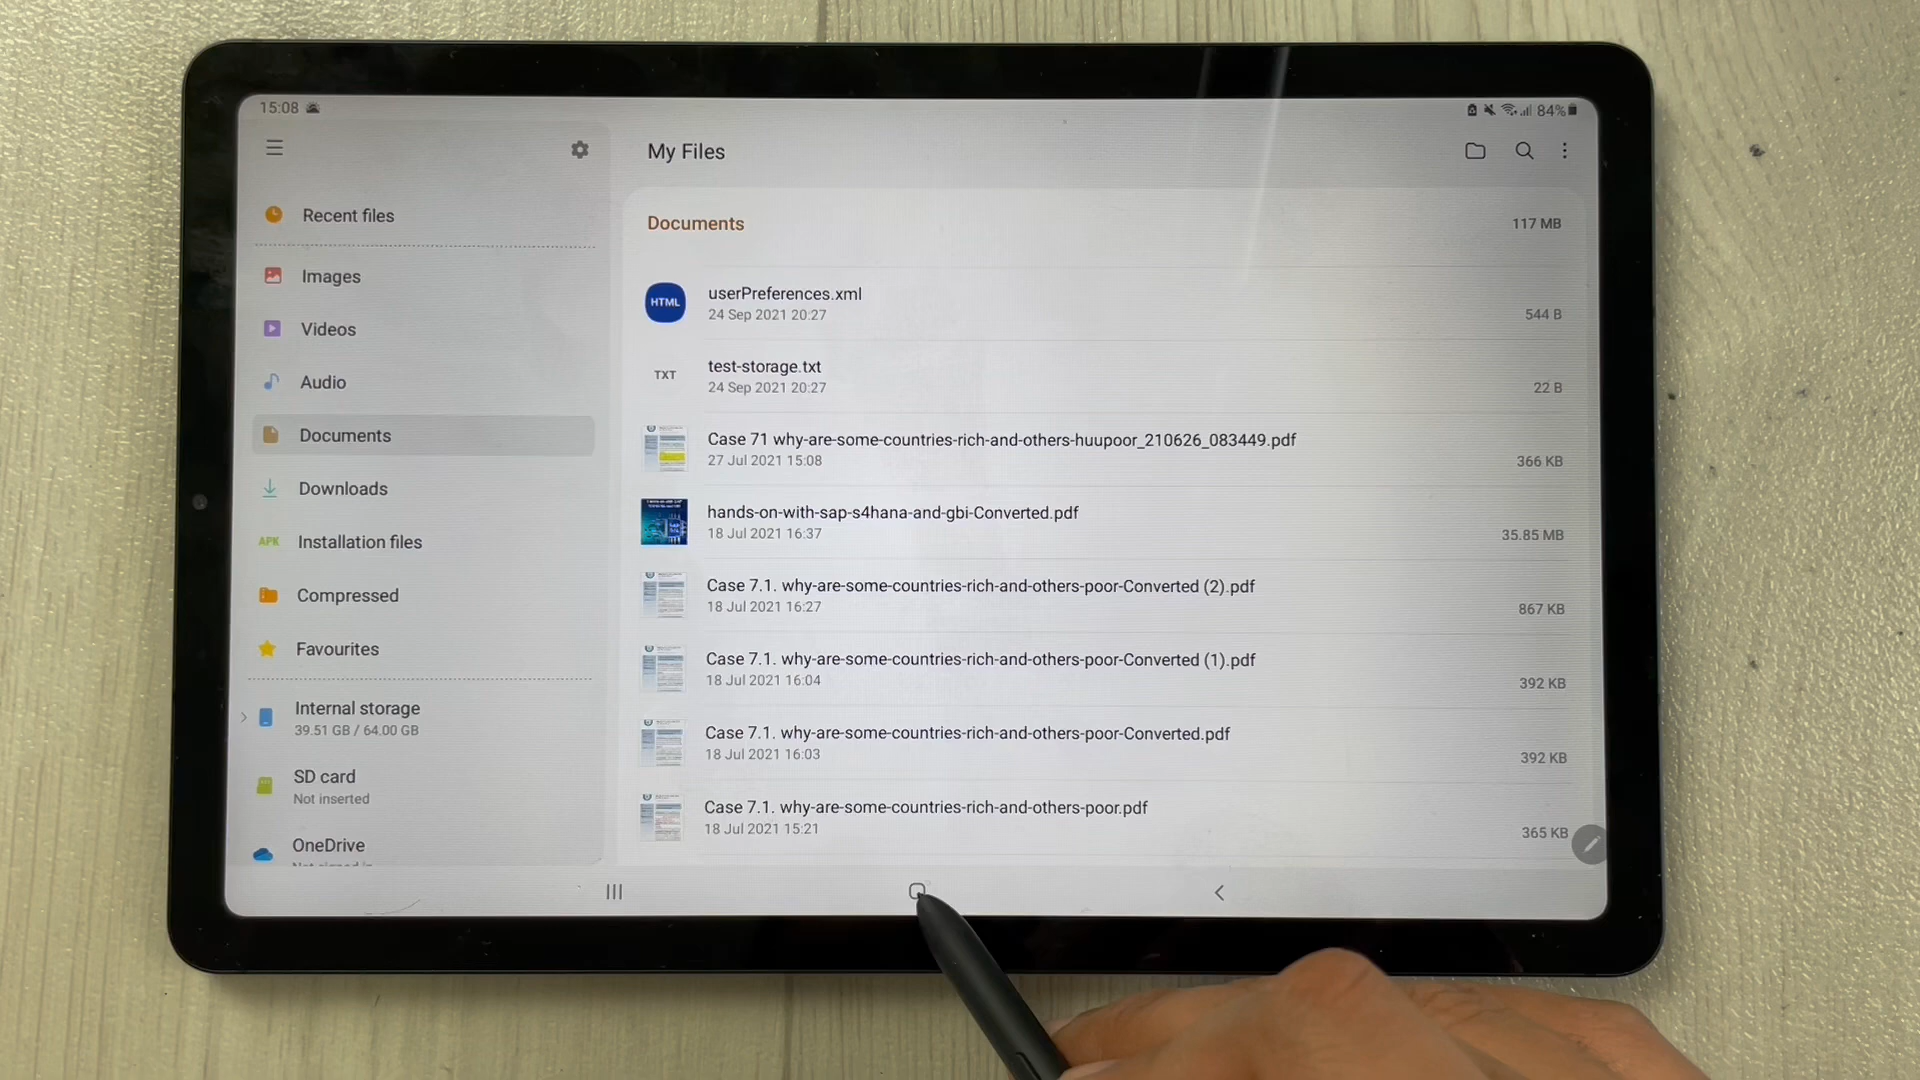 15:08
84%
My Files
Recent files
Images
Videos
Audio
Documents
Downloads
APK Installation files
Compressed
Favourites
Internal storage
39.51 GB / 64.00 GB
SD card
Not inserted
OneDrive
Not signed in
Documents 117 MB
HTML userPreferences.xml
24 Sep 2021 20:27 544 B
TXT test-storage.txt
24 Sep 2021 20:27 22 B
Case 71 why-are-some-countries-rich-and-others-huupoor_210626_083449.pdf
27 Jul 2021 15:08 366 KB
hands-on-with-sap-s4hana-and-gbi-Converted.pdf
18 Jul 2021 16:37 35.85 MB
Case 7.1. why-are-some-countries-rich-and-others-poor-Converted (2).pdf
18 Jul 2021 16:27 867 KB
Case 7.1. why-are-some-countries-rich-and-others-poor-Converted (1).pdf
18 Jul 2021 16:04 392 KB
Case 7.1. why-are-some-countries-rich-and-others-poor-Converted.pdf
18 Jul 2021 16:03 392 KB
Case 7.1. why-are-some-countries-rich-and-others-poor.pdf
18 Jul 2021 15:21 365 KB